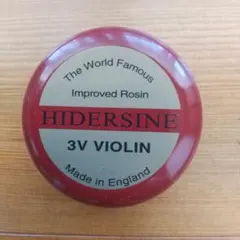 The World Famous
Improved Rosin
HIDERSINE
3V VIOLIN
Made in England